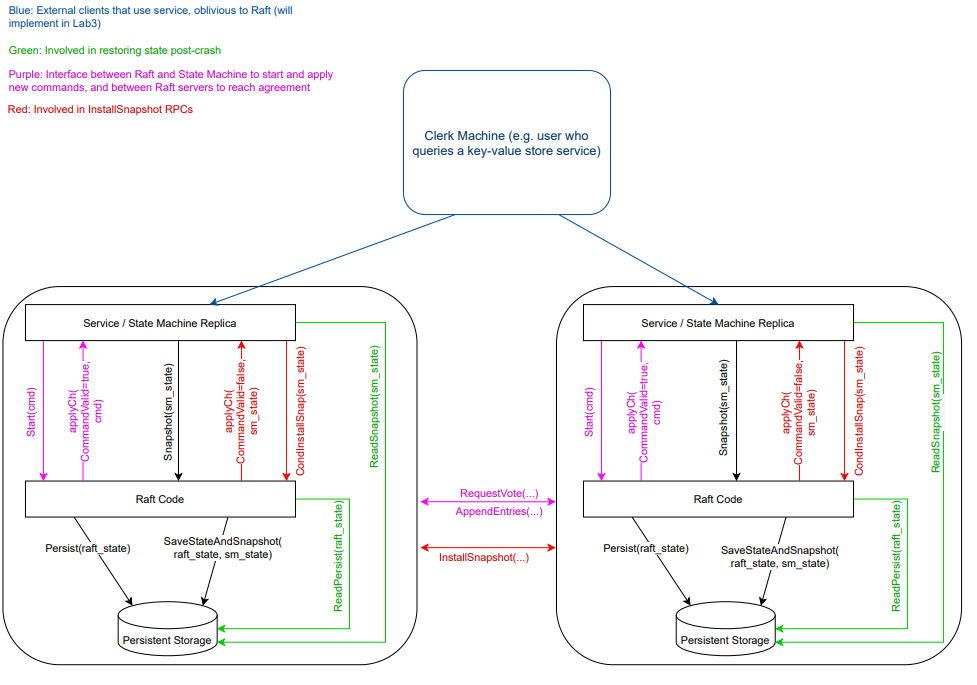 Blue: External clients that use service, oblivious to Raft (will
implement in Lab3)
Green: Involved in restoring state post-crash
Purple: Interface between Raft and State Machine to start and apply
new commands, and between Raft servers to reach agreement
Red: Involved in InstallSnapshot RPCs
Clerk Machine (e.g. user who
queries a key-value store service)
Service / State Machine Replica
Start(cmd)
applyCh(
CommandValid=true,
cmd)
Snapshot(sm_state)
applyCh(
CommandValid=false,
sm_state)
CondInstallSnap(sm_state)
ReadSnapshot(sm_state)
Raft Code
Persist(raft_state)
SaveStateAndSnapshot(
raft_state, sm_state)
ReadPersist(raft_state)
Persistent Storage
RequestVote(...)
AppendEntries(...)
InstallSnapshot(...)
Service / State Machine Replica
Start(cmd)
applyCh(
CommandValid=true,
cmd)
Snapshot(sm_state)
applyCh(
CommandValid=false,
sm_state)
CondInstallSnap(sm_state)
ReadSnapshot(sm_state)
Raft Code
Persist(raft_state)
SaveStateAndSnapshot(
raft_state, sm_state)
ReadPersist(raft_state)
Persistent Storage